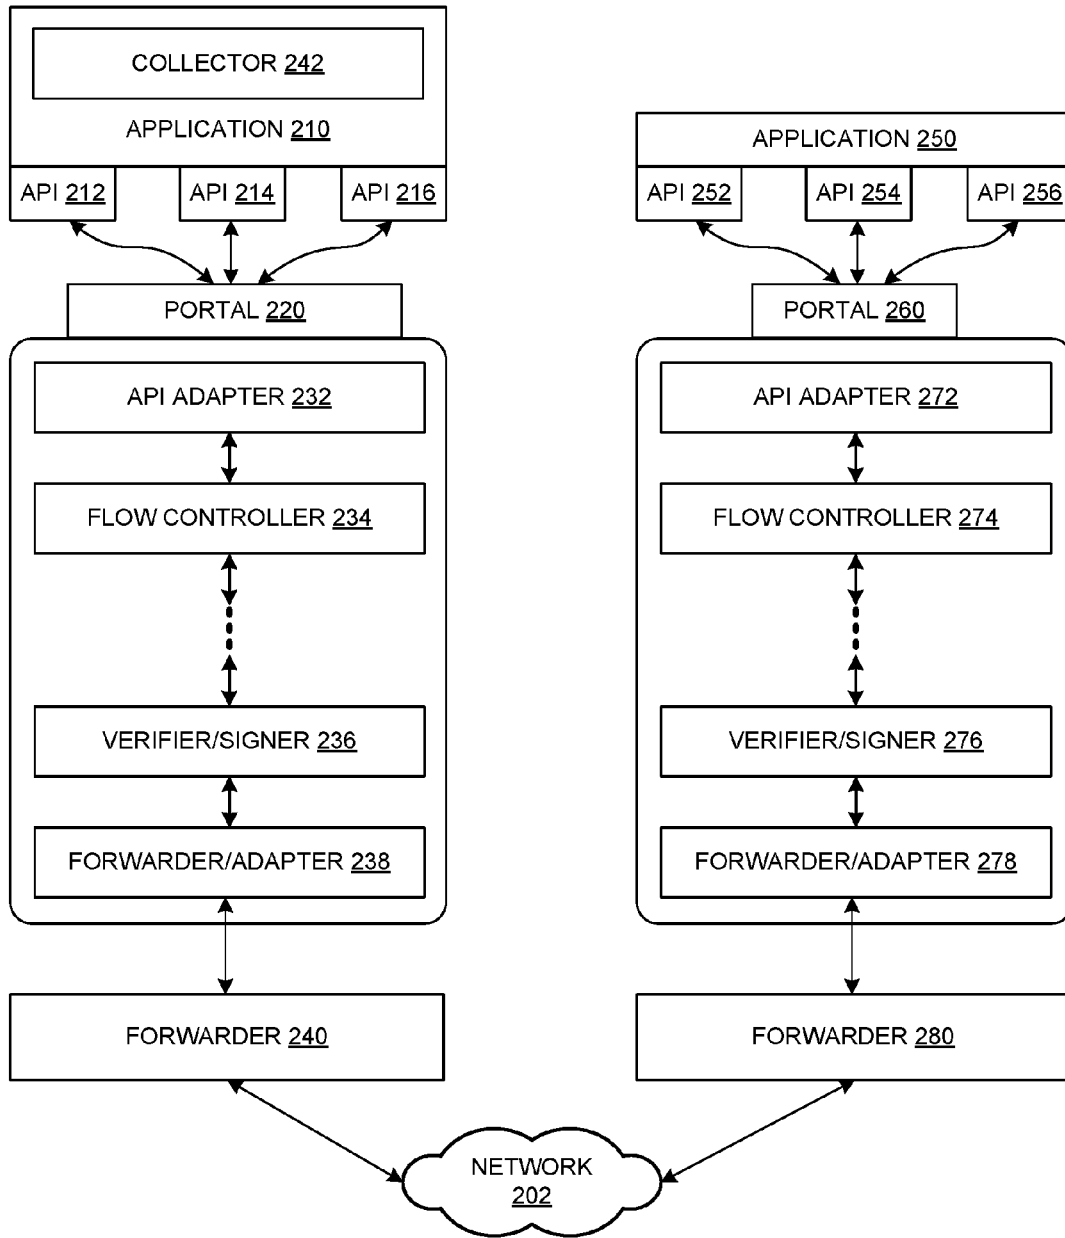 COLLECTOR 242
APPLICATION 210
API 212
API 214
API 216
PORTAL 220
API ADAPTER 232
FLOW CONTROLLER 234
VERIFIER/SIGNER 236
FORWARDER/ADAPTER 238
FORWARDER 240
APPLICATION 250
API 252
API 254
API 256
PORTAL 260
API ADAPTER 272
FLOW CONTROLLER 274
VERIFIER/SIGNER 276
FORWARDER/ADAPTER 278
FORWARDER 280
NETWORK
202